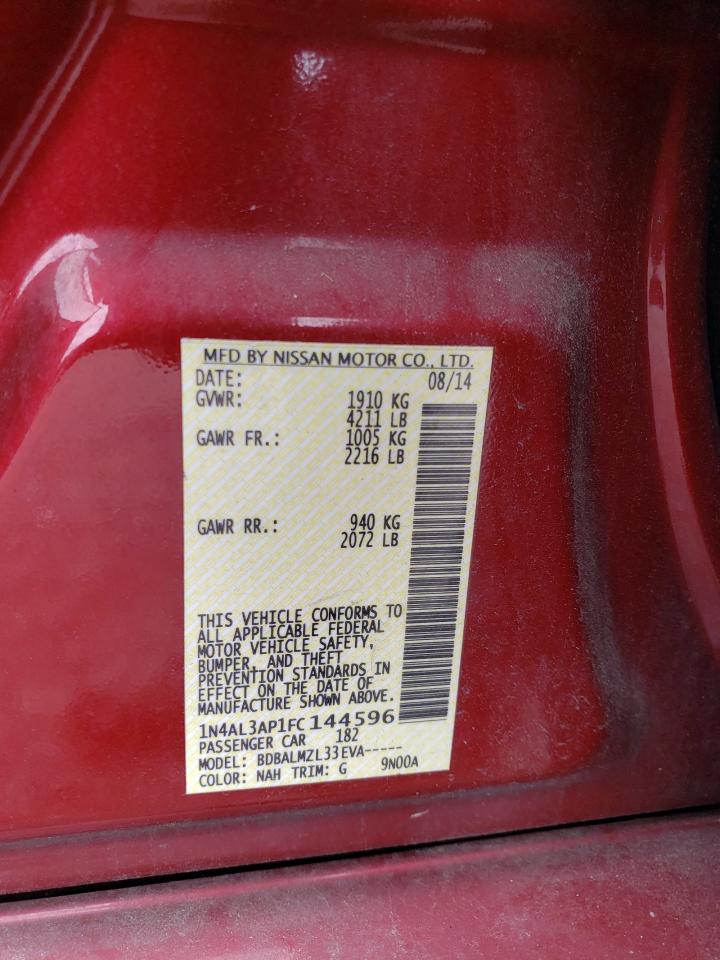 MFD BY NISSAN MOTOR CO., LTD.
DATE: 08/14
GVWR: 1910 KG
4211 LB
GAWR FR.: 1005 KG
2216 LB
GAWR RR.: 940 KG
2072 LB
THIS VEHICLE CONFORMS TO
ALL APPLICABLE FEDERAL
MOTOR VEHICLE SAFETY,
BUMPER, AND THEFT
PREVENTION STANDARDS IN
EFFECT ON THE DATE OF
MANUFACTURE SHOWN ABOVE.
1N4AL3AP1FC144596
PASSENGER CAR 182
MODEL: BDBALMZL33EVA-----
COLOR: NAH TRIM: G 9N00A